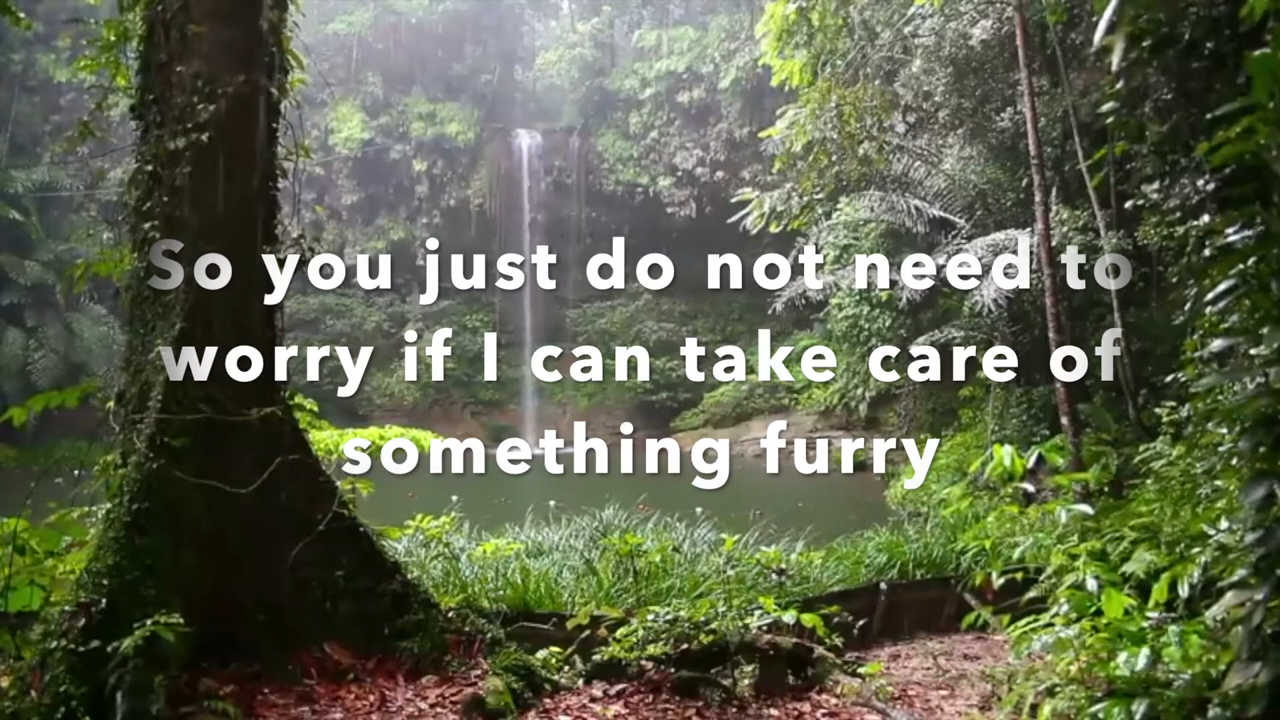 So you just do not need to
worry if I can take care of
something furry